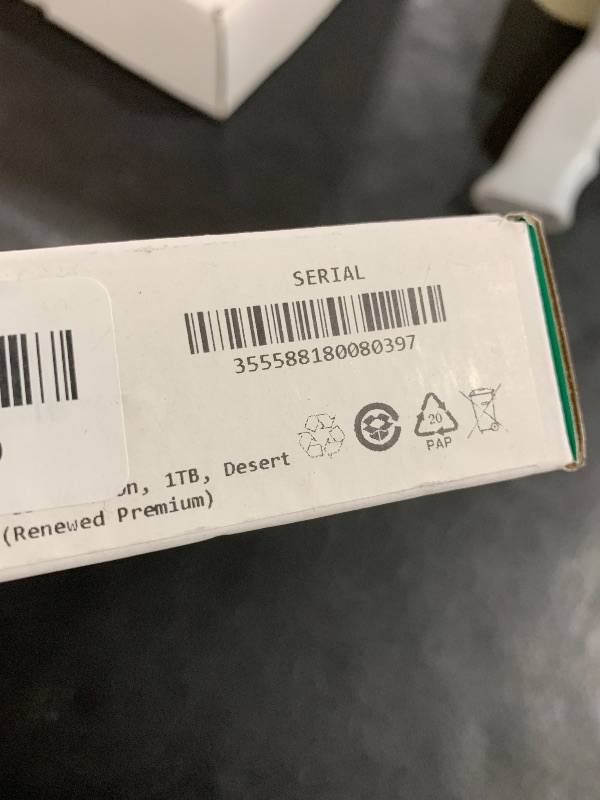 SERIAL
355588180080397
20
PAP
1TB, Desert
(Renewed Premium)